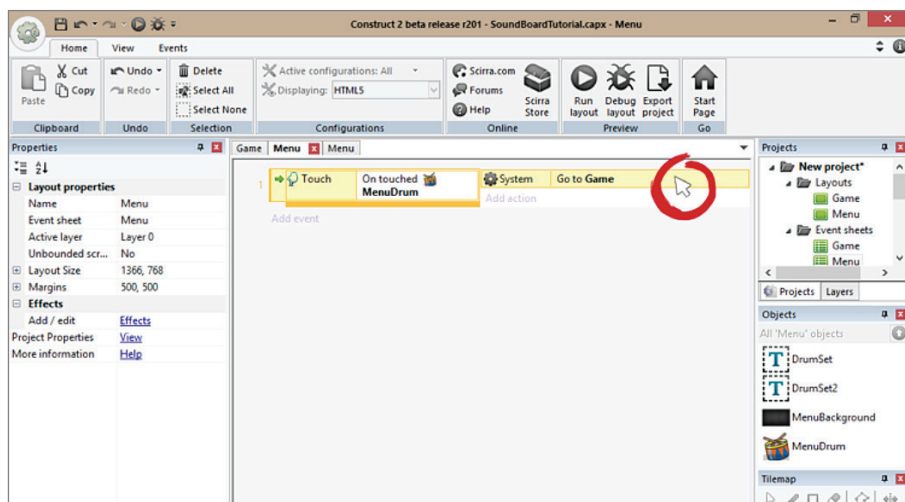 Construct 2 beta release r201 - SoundBoardTutorial.capx - Menu
Home View Events
Paste Cut Copy
Clipboard
Undo Redo
Undo
Delete
Select All
Select None
Selection
Active configurations: All
Displaying: HTML5
Configurations
Scirra.com
Forums
Help
Scirra Store
Online
Run layout
Debug layout
Export project
Preview
Start Page
Go
Properties
Layout properties
Name Menu
Event sheet Menu
Active layer Layer 0
Unbounded scr... No
Layout Size 1366, 768
Margins 500, 500
Effects
Add / edit Effects
Project Properties View
More information Help
Game Menu Menu
1 Touch On touched MenuDrum System Go to Game
Add action
Add event
Projects
New project*
Layouts
Game
Menu
Event sheets
Game
Menu
Projects Layers
Objects
All 'Menu' objects
T DrumSet
T DrumSet2
MenuBackground
MenuDrum
Tilemap